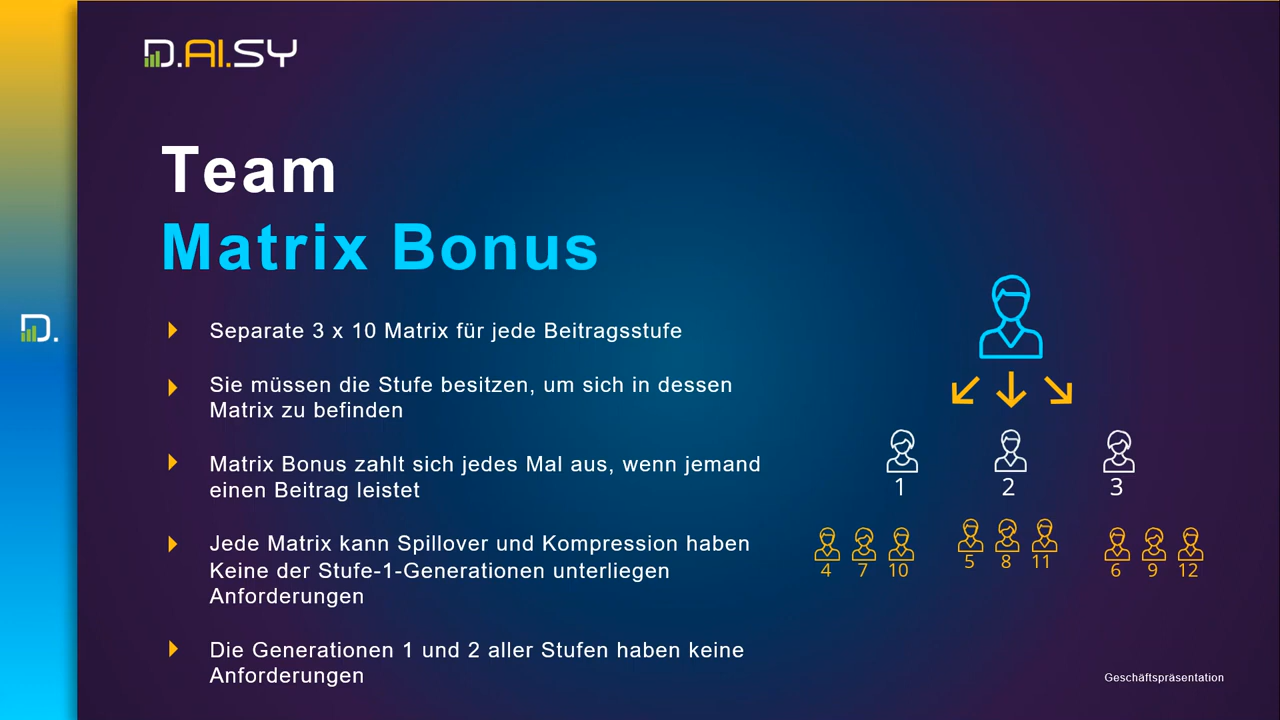 D.AI.SY
Team
Matrix Bonus
D.
Separate 3 x 10 Matrix für jede Beitragsstufe
Sie müssen die Stufe besitzen, um sich in dessen
Matrix zu befinden
Matrix Bonus zahlt sich jedes Mal aus, wenn jemand
einen Beitrag leistet
Jede Matrix kann Spillover und Kompression haben
Keine der Stufe-1-Generationen unterliegen
Anforderungen
Die Generationen 1 und 2 aller Stufen haben keine
Anforderungen
1 2 3
4 7 10 5 8 11 6 9 12
Geschäftspräsentation